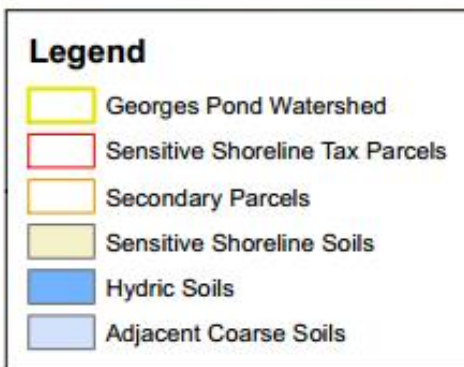 Legend
Georges Pond Watershed
Sensitive Shoreline Tax Parcels
Secondary Parcels
Sensitive Shoreline Soils
Hydric Soils
Adjacent Coarse Soils